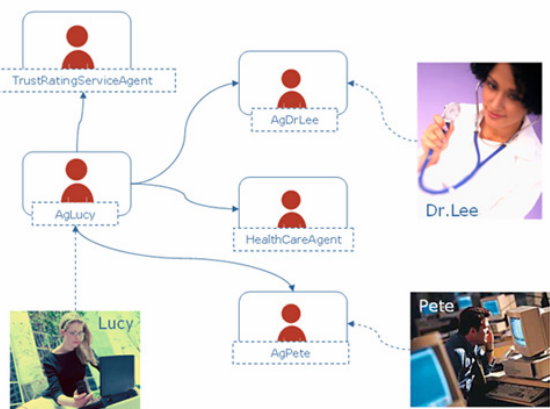 TrustRatingServiceAgent
AgDrLee
AgLucy
Dr.Lee
HealthCareAgent
Lucy
Pete
AgPete